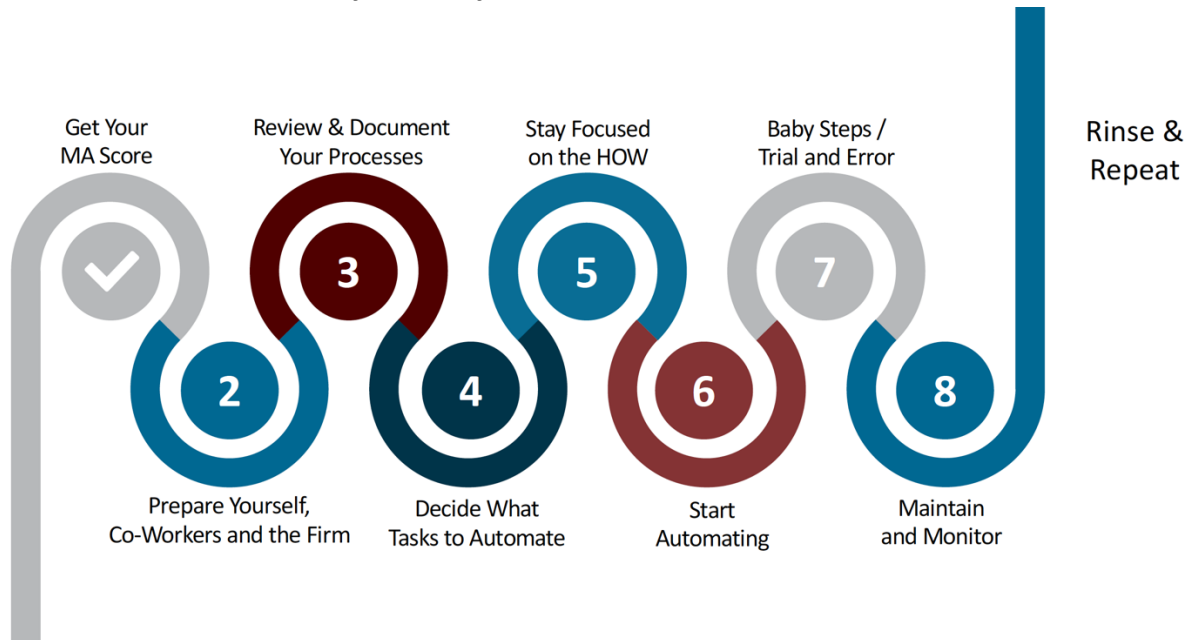 Get Your
MA Score
2
Prepare Yourself,
Co-Workers and the Firm
Review & Document
Your Processes
3
4
Decide What
Tasks to Automate
Stay Focused
on the HOW
5
6
Start
Automating
Baby Steps /
Trial and Error
7
8
Maintain
and Monitor
Rinse &
Repeat